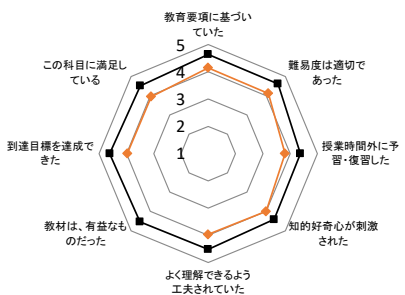 教育要項に基づい
ていた
難易度は適切で
あった
授業時間外に予
習・復習した
知的好奇心が刺激
された
よく理解できるよう
工夫されていた
教材は、有益なも
のだった
到達目標を達成で
きた
この科目に満足し
ている
5
4
3
2
1